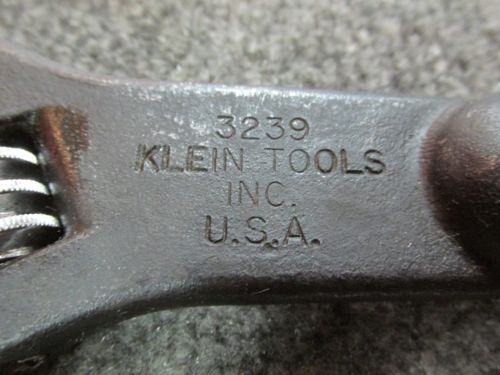 3239
KLEIN TOOLS
INC.
U.S.A.